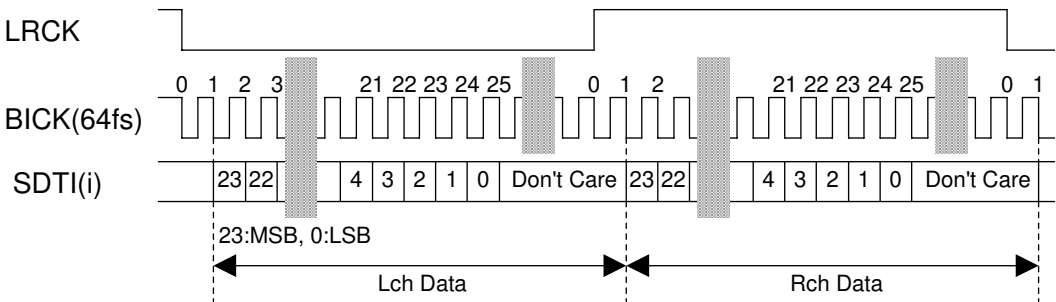 LRCK
0 1 2 3 21 22 23 24 25 0 1 2 21 22 23 24 25 0 1
BICK(64fs)
SDTI(i) 23 22 4 3 2 1 0 Don't Care 23 22 4 3 2 1 0 Don't Care
23:MSB, 0:LSB
Lch Data Rch Data